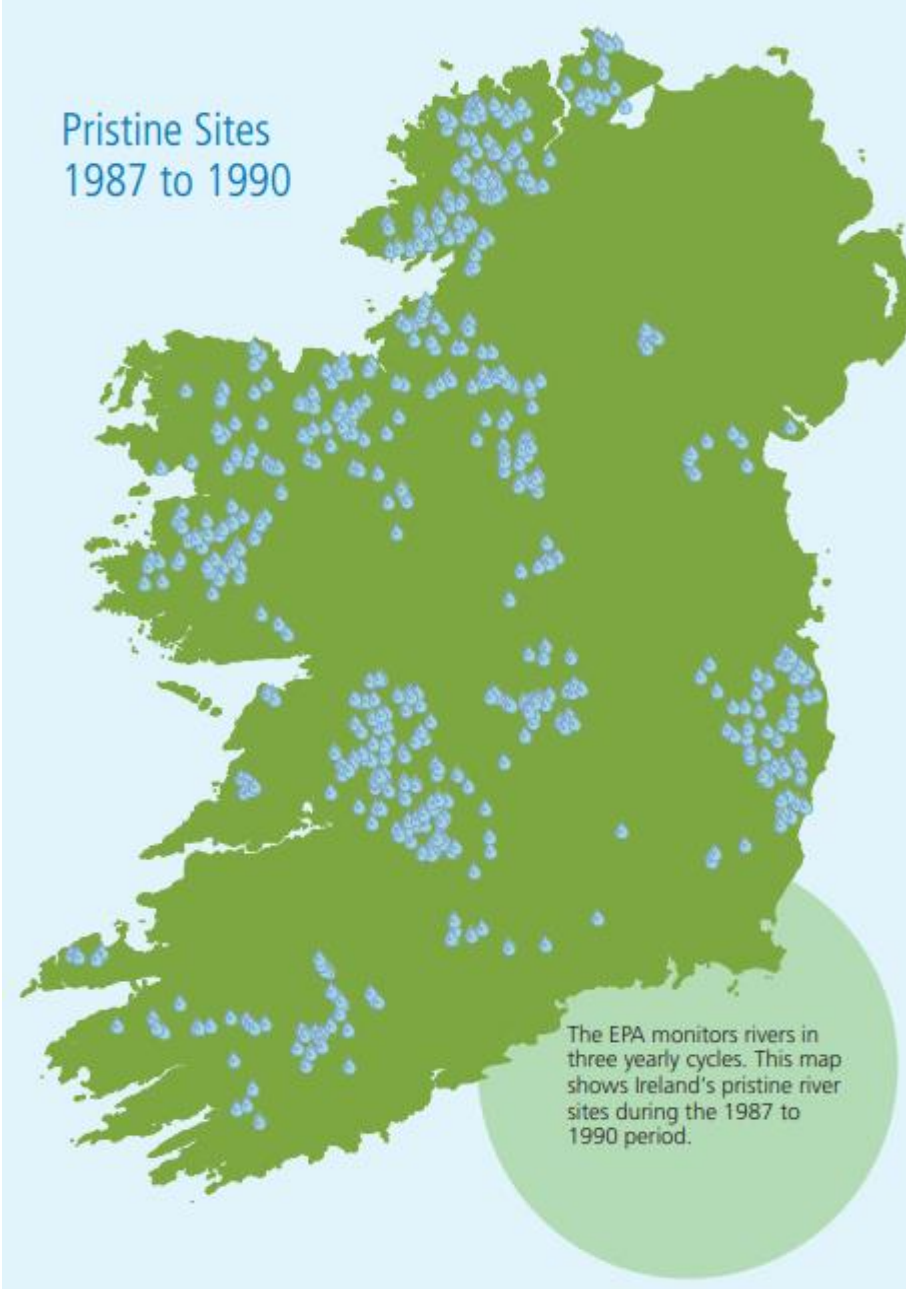 Pristine Sites
1987 to 1990
The EPA monitors rivers in
three yearly cycles. This map
shows Ireland's pristine river
sites during the 1987 to
1990 period.